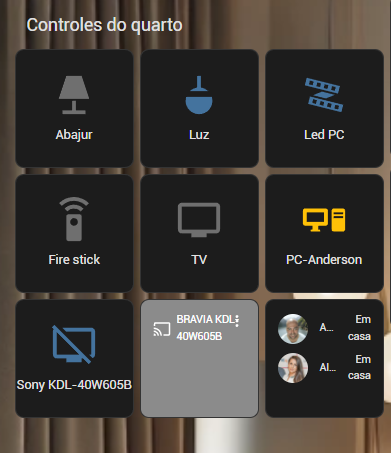 Controles do quarto
Abajur
Luz
Led PC
Fire stick
TV
PC-Anderson
Sony KDL-40W605B
BRAVIA KDL-
40W605B
A...
Em
casa
Al...
Em
casa